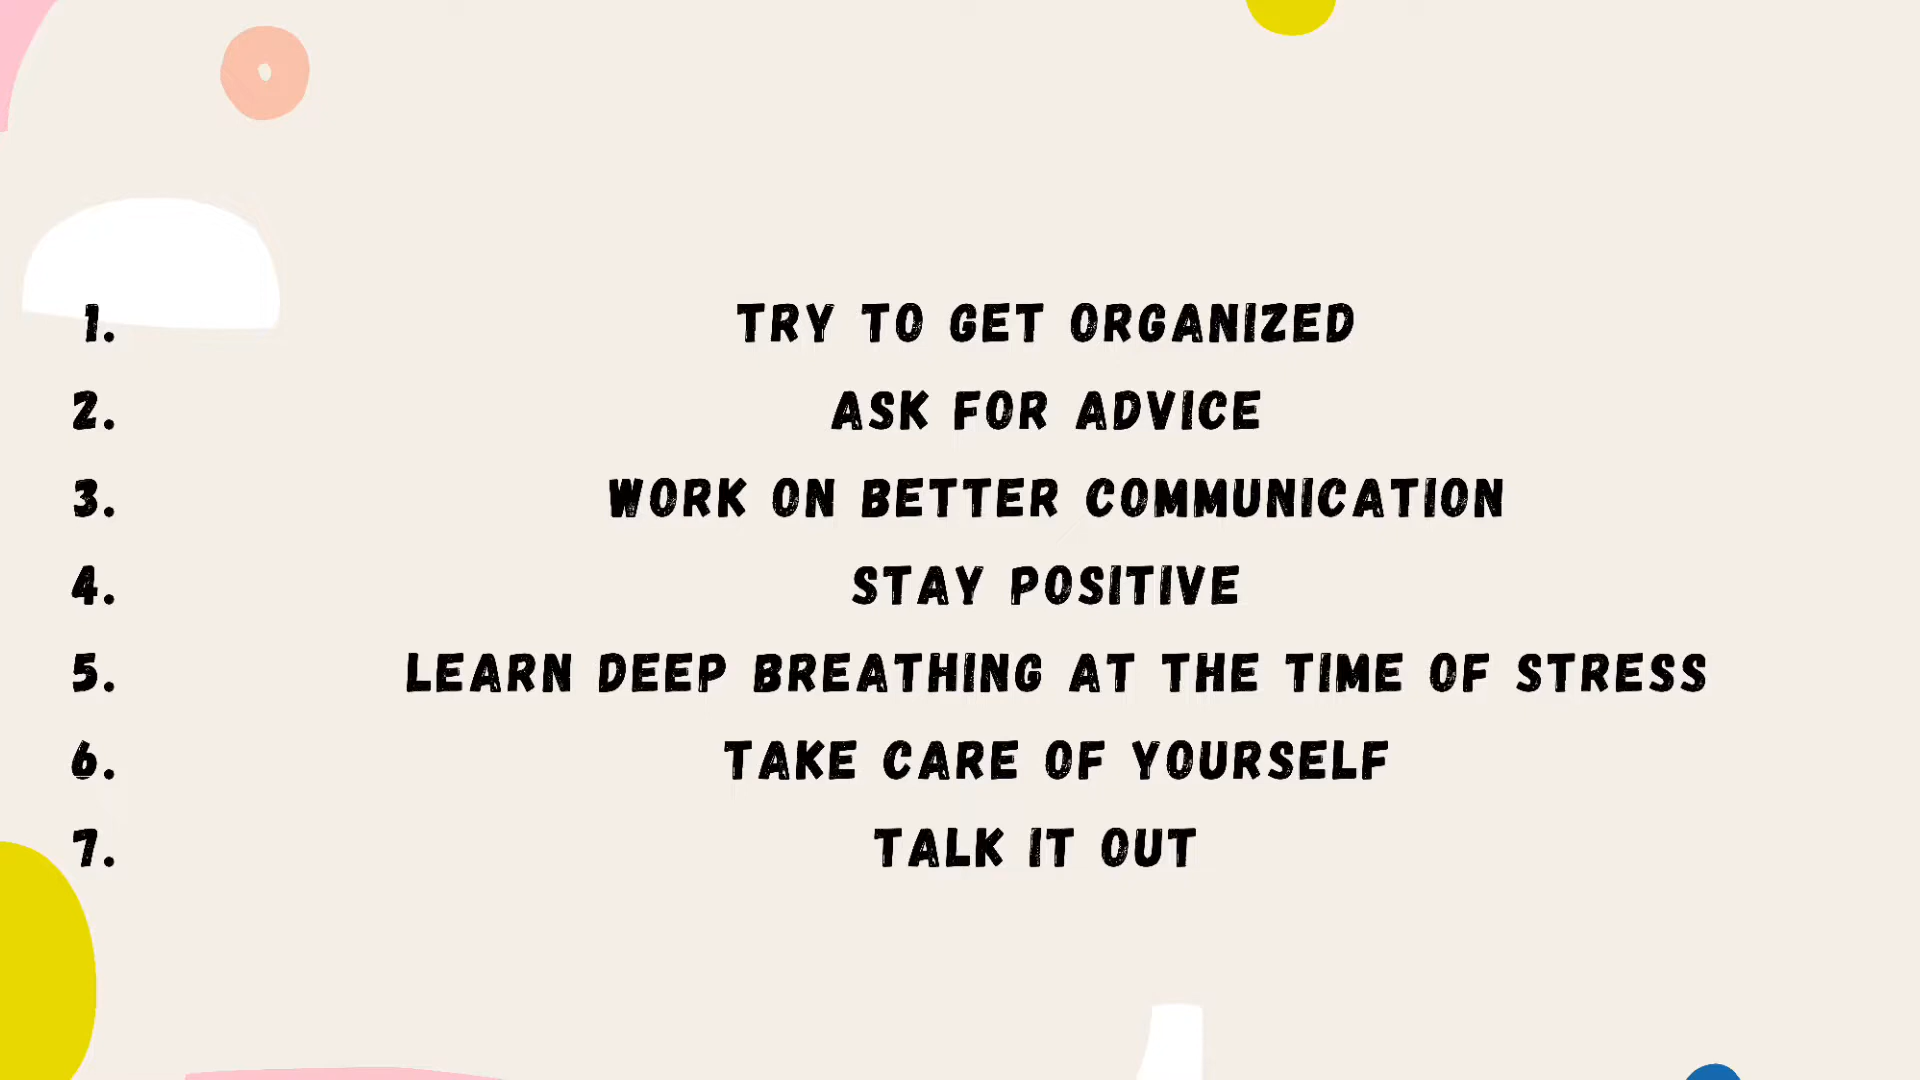 1. TRY TO GET ORGANIZED
2. ASK FOR ADVICE
3. WORK ON BETTER COMMUNICATION
4. STAY POSITIVE
5. LEARN DEEP BREATHING AT THE TIME OF STRESS
6. TAKE CARE OF YOURSELF
7. TALK IT OUT